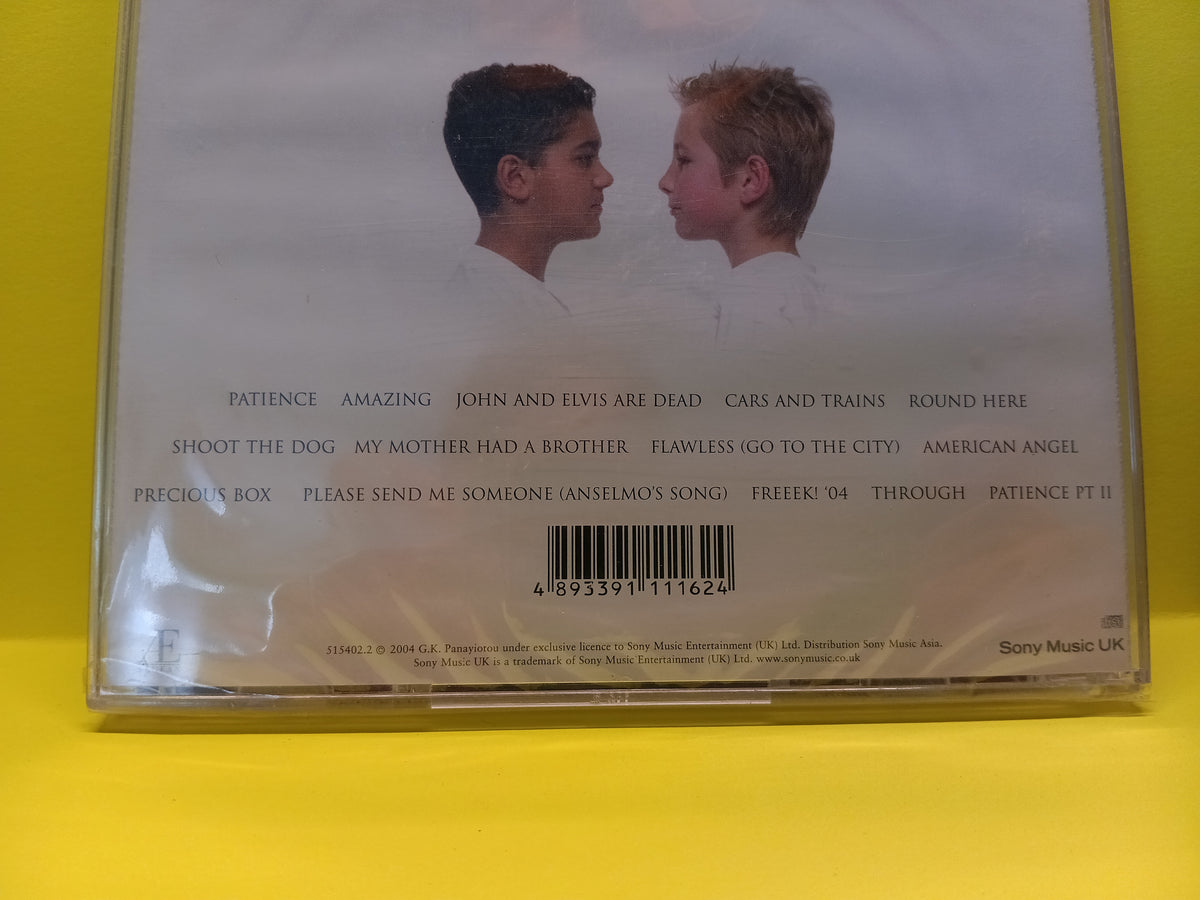 PATIENCE AMAZING JOHN AND ELVIS ARE DEAD CARS AND TRAINS ROUND HERE
SHOOT THE DOG MY MOTHER HAD A BROTHER FLAWLESS (GO TO THE CITY) AMERICAN ANGEL
PRECIOUS BOX PLEASE SEND ME SOMEONE (ANSELMO'S SONG) FREEEK! '04 THROUGH PATIENCE PT II
4 893391 111624
515402.2 © 2004 G.K. Panayiotou under exclusive licence to Sony Music Entertainment (UK) Ltd. Distribution Sony Music Asia.
Sony Music UK is a trademark of Sony Music Entertainment (UK) Ltd. www.sonymusic.co.uk
Sony Music UK
Æ